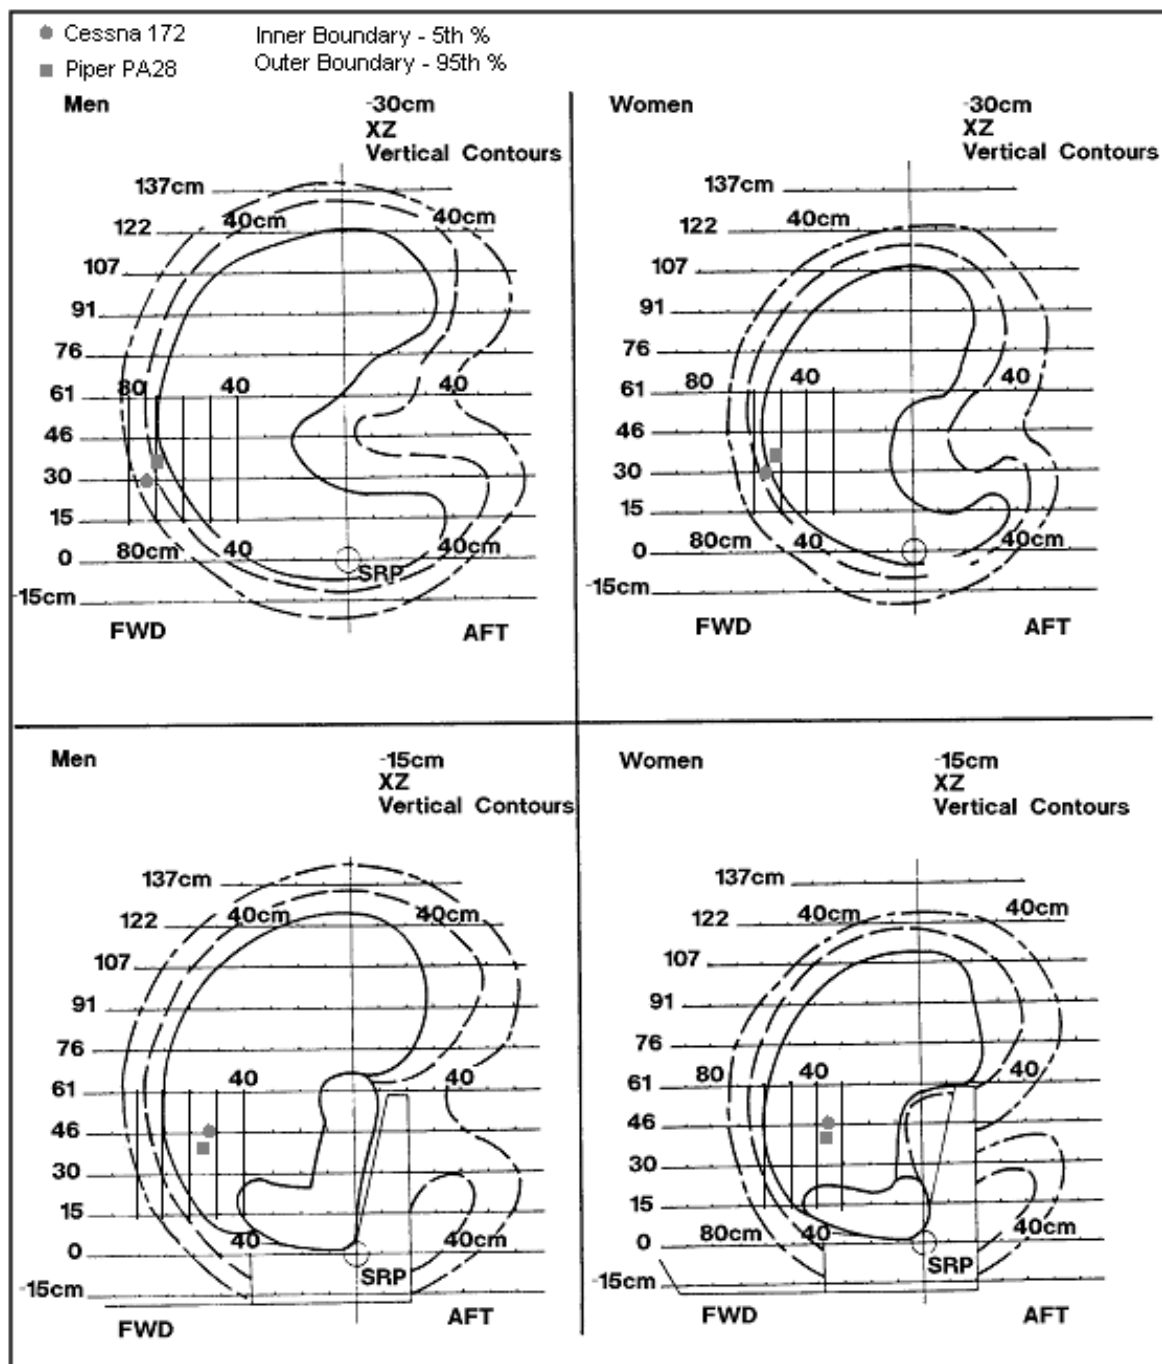 Cessna 172 Inner Boundary - 5th %
Piper PA28 Outer Boundary - 95th %
Men
-30cm
XZ
Vertical Contours
137cm
122 40cm 40cm
107
91
76
80 61 40 40
46
30
15
80cm 40 40cm
0
SRP
-15cm
FWD AFT
Women
-30cm
XZ
Vertical Contours
137cm
122 40cm
107
91
76
80 61 40 40
46
30
15
80cm 40 40cm
0
-15cm
FWD AFT
Men
-15cm
XZ
Vertical Contours
137cm
122 40cm 40cm
107
91
76
61 40 40
46
30
15
0 40 40cm
SRP
-15cm
FWD AFT
Women
-15cm
XZ
Vertical Contours
137cm
122 40cm 40cm
107
91
76
80 61 40 40
46
30
15
80cm 40 40cm
0
SRP
-15cm
FWD AFT